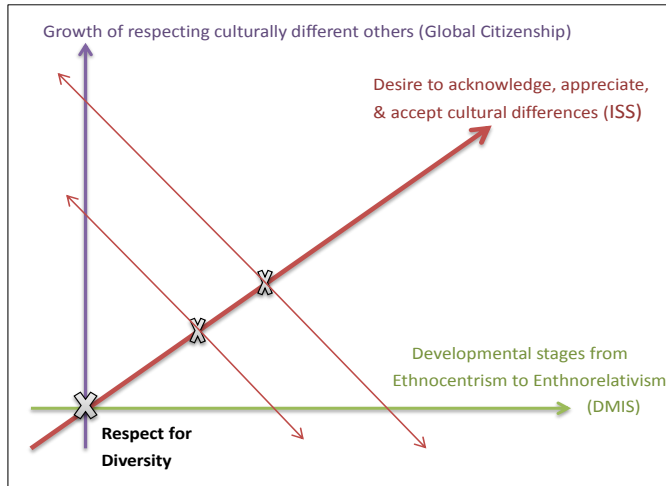 Growth of respecting culturally different others (Global Citizenship)
Desire to acknowledge, appreciate,
& accept cultural differences (ISS)
X
X
Developmental stages from
Ethnocentrism to Enthnorelativism
(DMIS)
X
Respect for
Diversity